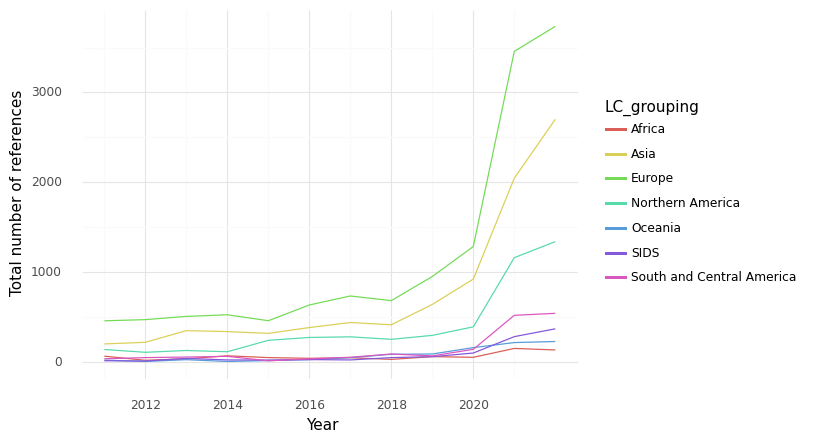 3000
2000
1000
0
Total number of references
2012 2014 2016 2018 2020
Year
LC_grouping
Africa
Asia
Europe
Northern America
Oceania
SIDS
South and Central America